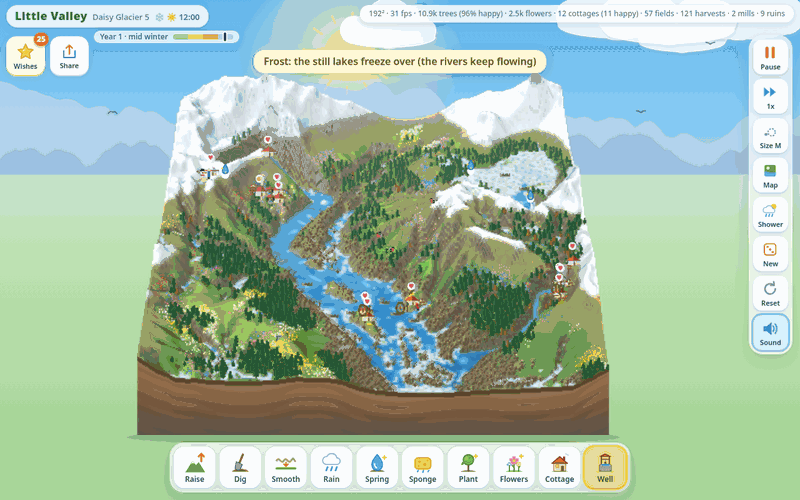 Little Valley Daisy Glacier 5 12:00
192² · 31 fps · 10.9k trees (96% happy) · 2.5k flowers · 12 cottages (11 happy) · 57 fields · 121 harvests · 2 mills · 9 ruins
Year 1 · mid winter
25
Wishes
Share
Frost: the still lakes freeze over (the rivers keep flowing)
Pause
1x
Size M
Map
Shower
New
Reset
Sound
Raise
Dig
Smooth
Rain
Spring
Sponge
Plant
Flowers
Cottage
Well